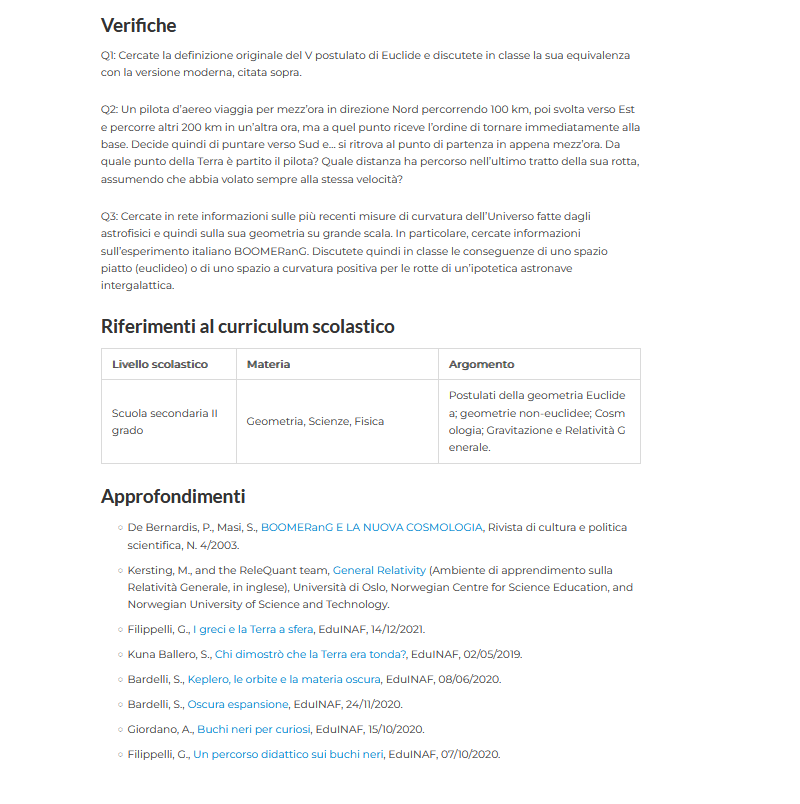 Verifiche
Q1: Cercate la definizione originale del V postulato di Euclide e discutete in classe la sua equivalenza
con la versione moderna, citata sopra.
Q2: Un pilota d'aereo viaggia per mezz'ora in direzione Nord percorrendo 100 km, poi svolta verso Est
e percorre altri 200 km in un'altra ora, ma a quel punto riceve l'ordine di tornare immediatamente alla
base. Decide quindi di puntare verso Sud e... si ritrova al punto di partenza in appena mezz'ora. Da
quale punto della Terra è partito il pilota? Quale distanza ha percorso nell'ultimo tratto della sua rotta,
assumendo che abbia volato sempre alla stessa velocità?
Q3: Cercate in rete informazioni sulle più recenti misure di curvatura dell'Universo fatte dagli
astrofisici e quindi sulla sua geometria su grande scala. In particolare, cercate informazioni
sull'esperimento italiano BOOMERanG. Discutete quindi in classe le conseguenze di uno spazio
piatto (euclideo) o di uno spazio a curvatura positiva per le rotte di un'ipotetica astronave
intergalattica.
Riferimenti al curriculum scolastico
Livello scolastico Materia Argomento
Scuola secondaria II
grado
Geometria, Scienze, Fisica
Postulati della geometria Euclide
a; geometrie non-euclidee; Cosm
ologia; Gravitazione e Relatività G
enerale.
Approfondimenti
De Bernardis, P., Masi, S., BOOMERanG E LA NUOVA COSMOLOGIA, Rivista di cultura e politica
scientifica, N. 4/2003.
Kersting, M., and the ReleQuant team, General Relativity (Ambiente di apprendimento sulla
Relatività Generale, in inglese), Università di Oslo, Norwegian Centre for Science Education, and
Norwegian University of Science and Technology.
Filippelli, G., I greci e la Terra a sfera, EduINAF, 14/12/2021.
Kuna Ballero, S., Chi dimostrò che la Terra era tonda?, EduINAF, 02/05/2019.
Bardelli, S., Keplero, le orbite e la materia oscura, EduINAF, 08/06/2020.
Bardelli, S., Oscura espansione, EduINAF, 24/11/2020.
Giordano, A., Buchi neri per curiosi, EduINAF, 15/10/2020.
Filippelli, G., Un percorso didattico sui buchi neri, EduINAF, 07/10/2020.